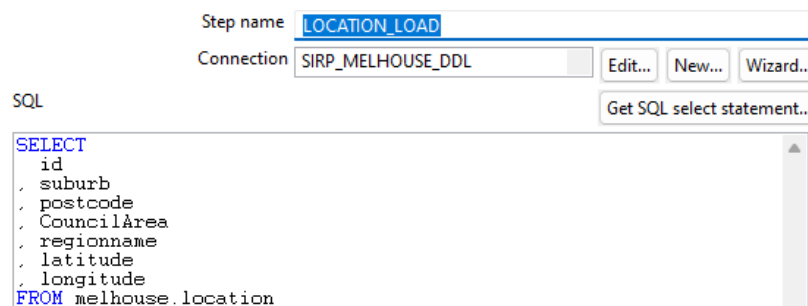 Step name LOCATION_LOAD
Connection SIRP_MELHOUSE_DDL Edit... New... Wizard..
SQL Get SQL select statement..
SELECT
id
, suburb
, postcode
, CouncilArea
, regionname
, latitude
, longitude
FROM melhouse.location